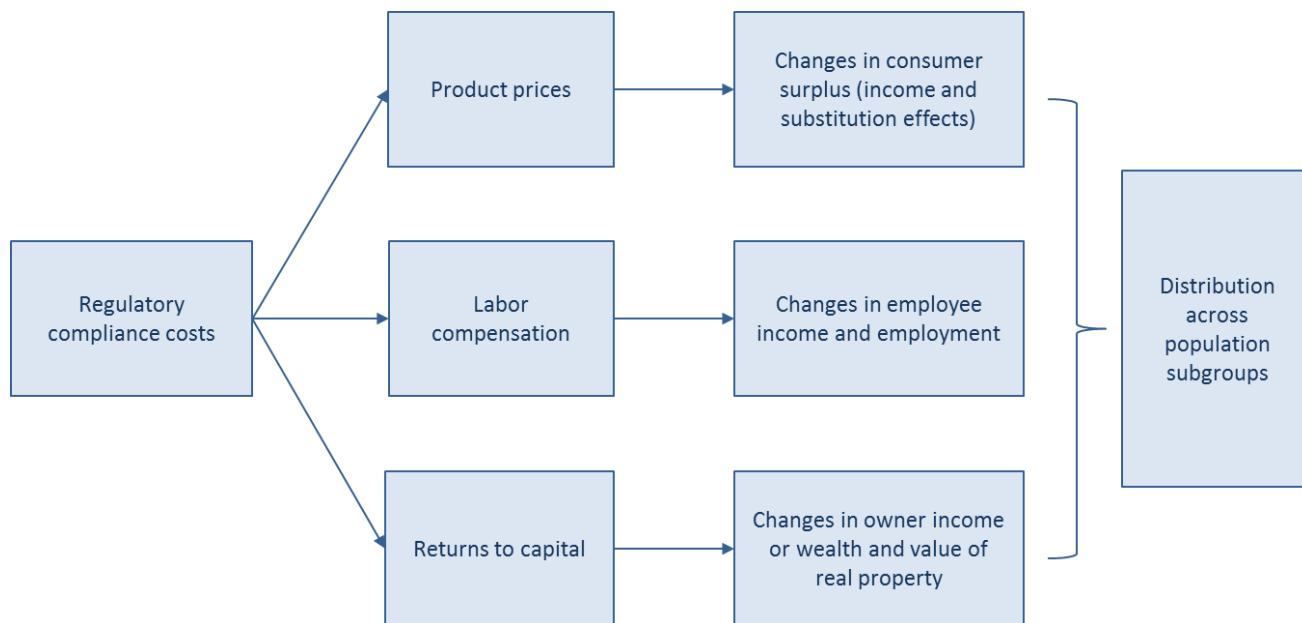 Product prices
Changes in consumer
surplus (income and
substitution effects)
Regulatory
compliance costs
Labor
compensation
Changes in employee
income and employment
Distribution
across
population
subgroups
Returns to capital
Changes in owner income
or wealth and value of
real property